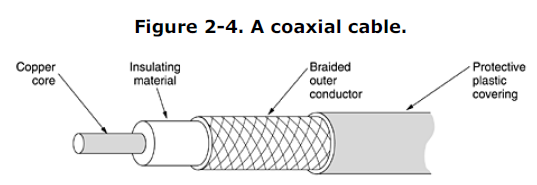 Figure 2-4. A coaxial cable.
Copper
core
Insulating
material
Braided
outer
conductor
Protective
plastic
covering